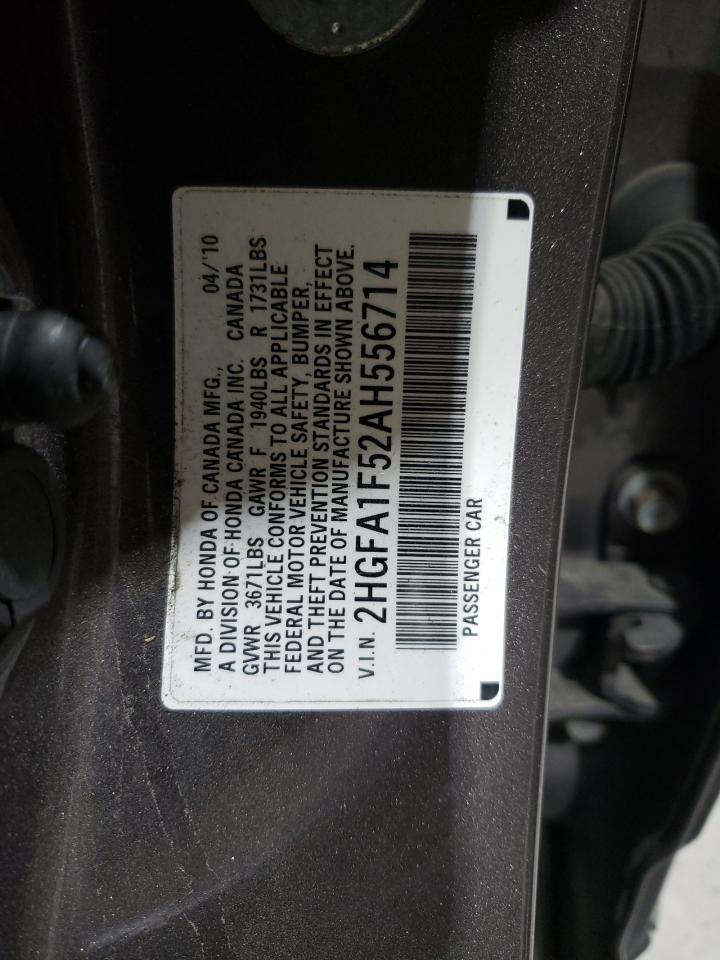 MFD. BY HONDA OF CANADA MFG., 04/'10
A DIVISION OF HONDA CANADA INC. CANADA
GVWR 3671LBS GAWR F 1940LBS R 1731LBS
THIS VEHICLE CONFORMS TO ALL APPLICABLE
FEDERAL MOTOR VEHICLE SAFETY, BUMPER,
AND THEFT PREVENTION STANDARDS IN EFFECT
ON THE DATE OF MANUFACTURE SHOWN ABOVE.
V.I.N. 2HGFA1F52AH556714
PASSENGER CAR